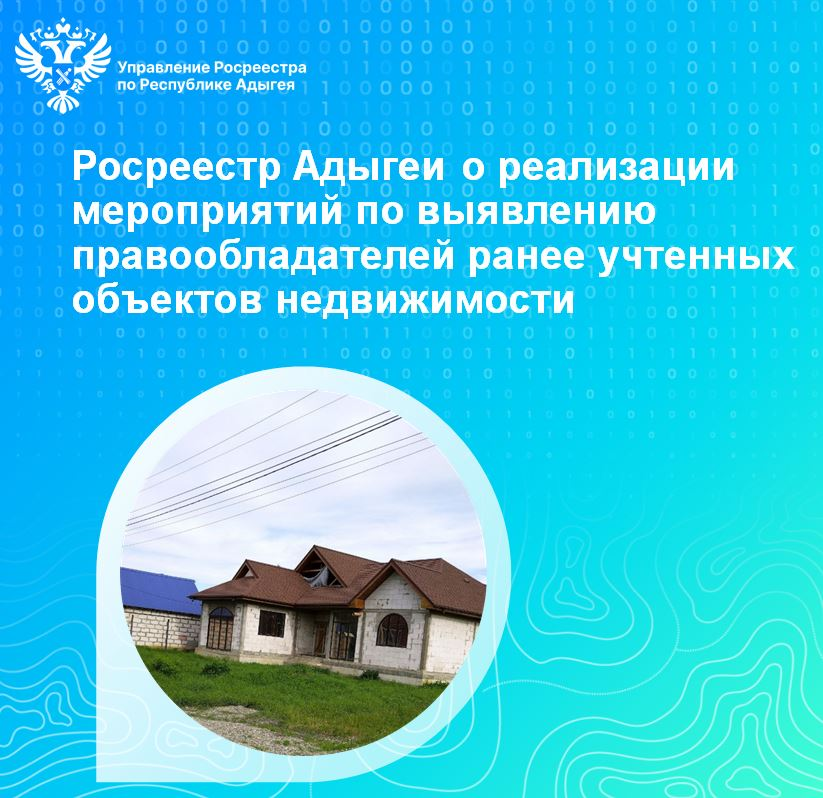 Управление Росреестра
по Республике Адыгея
Росреестр Адыгеи о реализации
мероприятий по выявлению
правообладателей ранее учтенных
объектов недвижимости